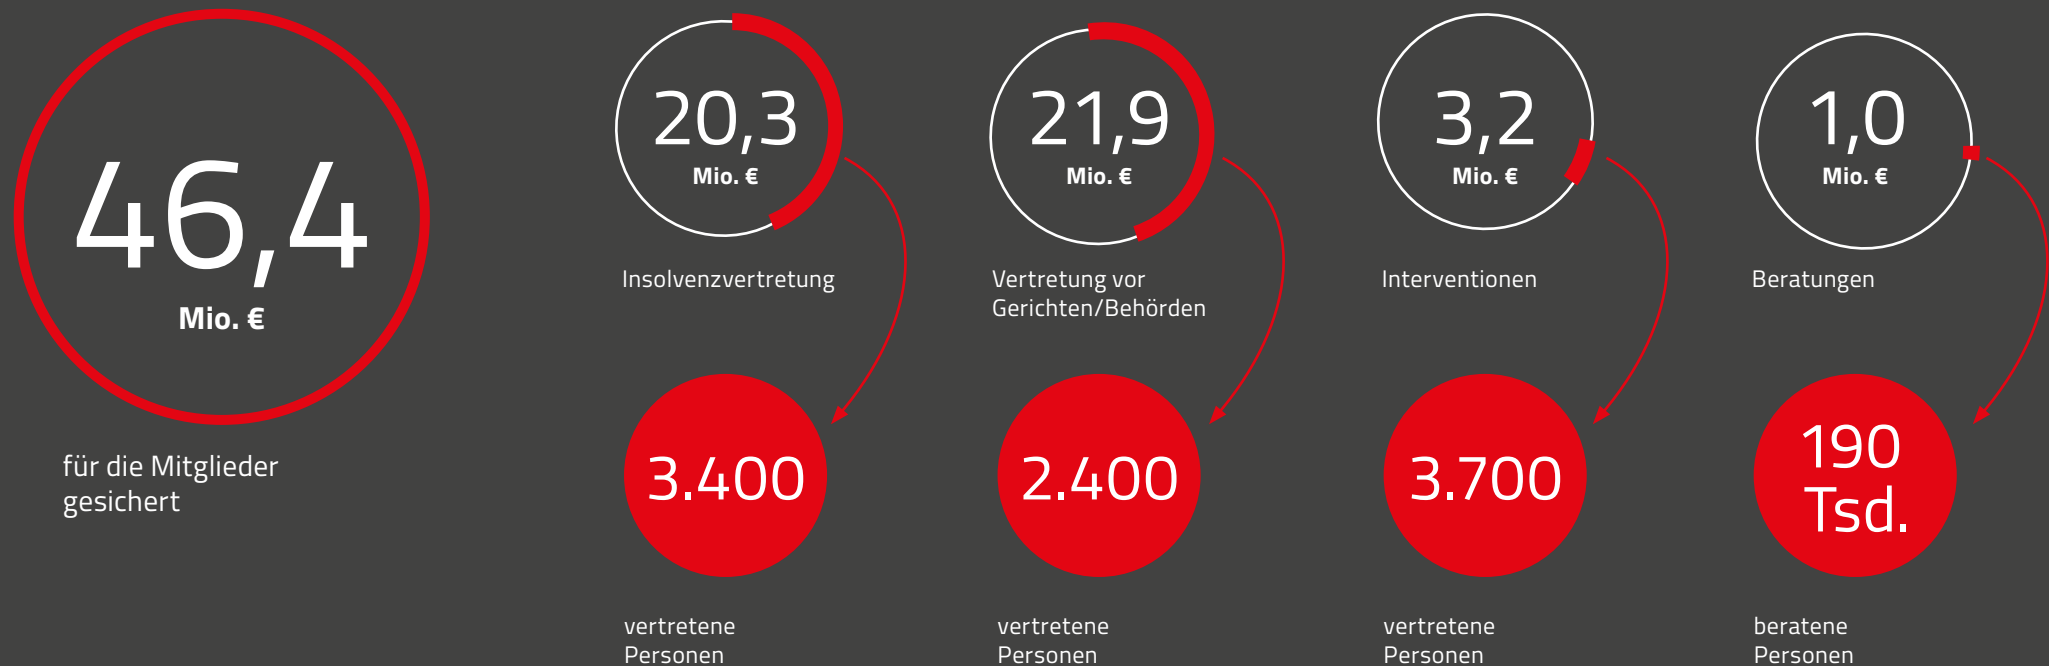 46,4
Mio. €
für die Mitglieder
gesichert
20,3
Mio. €
Insolvenzvertretung
3.400
vertretene
Personen
21,9
Mio. €
Vertretung vor
Gerichten/Behörden
2.400
vertretene
Personen
3,2
Mio. €
Interventionen
3.700
vertretene
Personen
1,0
Mio. €
Beratungen
190
Tsd.
beratene
Personen